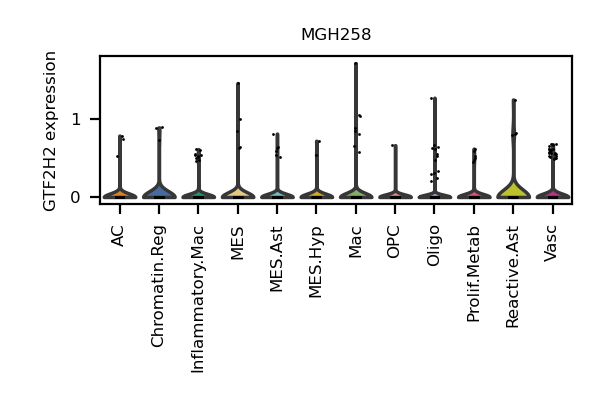 MGH258
GTF2H2 expression
1
0
AC
Chromatin.Reg
Inflammatory.Mac
MES
MES.Ast
MES.Hyp
Mac
OPC
Oligo
Prolif.Metab
Reactive.Ast
Vasc